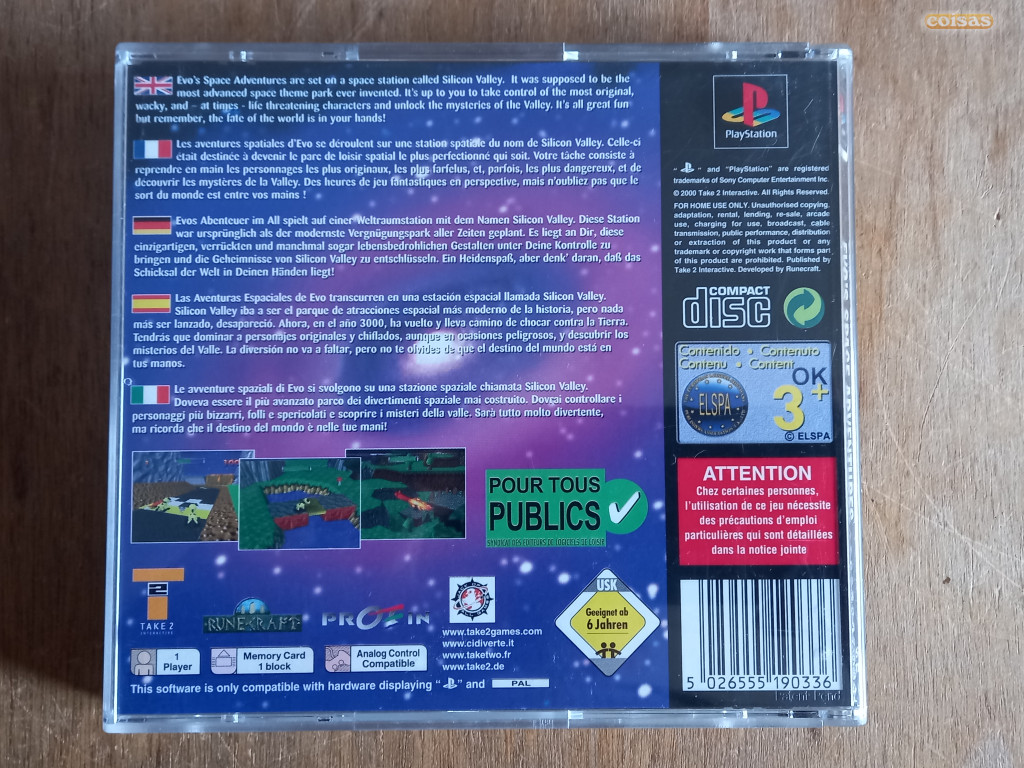 coisas
Evo's Space Adventures are set on a space station called Silicon Valley. It was supposed to be the
most advanced space theme park ever invented. It's up to you to take control of the most original,
wacky, and – at times - life threatening characters and unlock the mysteries of the Valley. It's all great fun
but remember, the fate of the world is in your hands!
Les aventures spatiales d'Evo se déroulent sur une station spatiale du nom de Silicon Valley. Celle-ci
était destinée à devenir le parc de loisir spatial le plus perfectionné qui soit. Votre tâche consiste à
reprendre en main les personnages les plus originaux, les plus farfelus, et, parfois, les plus dangereux, et de
découvrir les mystères de la Valley. Des heures de jeu fantastiques en perspective, mais n'oubliez pas que le
sort du monde est entre vos mains !
Evos Abenteuer im All spielt auf einer Weltraumstation mit dem Namen Silicon Valley. Diese Station
war ursprünglich als der modernste Vergnügungspark aller Zeiten geplant. Es liegt an Dir, diese
einzigartigen, verrückten und manchmal sogar lebensbedrohlichen Gestalten unter Deine Kontrolle zu
bringen und die Geheimnisse von Silicon Valley zu entschlüsseln. Ein Heidenspaß, aber denk' daran, daß das
Schicksal der Welt in Deinen Händen liegt!
Las Aventuras Espaciales de Evo transcurren en una estación espacial llamada Silicon Valley.
Silicon Valley iba a ser el parque de atracciones espacial más moderno de la historia, pero nada
más ser lanzado, desapareció. Ahora, en el año 3000, ha vuelto y lleva camino de chocar contra la Tierra.
Tendrás que dominar a personajes originales y chiflados, aunque en ocasiones peligrosos, y descubrir los
misterios del Valle. La diversión no va a faltar, pero no te olvides de que el destino del mundo está en
tus manos.
Le avventure spaziali di Evo si svolgono su una stazione spaziale chiamata Silicon Valley.
Doveva essere il più avanzato parco dei divertimenti spaziale mai costruito. Dovrai controllare i
personaggi più bizzarri, folli e spericolati e scoprire i misteri della valle. Sarà tutto molto divertente,
ma ricorda che il destino del mondo è nelle tue mani!
POUR TOUS
PUBLICS
SYNDICAT DES EDITEURS DE LOGICIELS DE LOISIR
TAKE 2
INTERACTIVE
RUNECRAFT
PROEIN
www.take2games.com
www.cidiverte.it
www.taketwo.fr
www.take2.de
USK
Geeignet ab
6 Jahren
1
Player
Memory Card
1 block
Analog Control
Compatible
This software is only compatible with hardware displaying " " and PAL
PlayStation
" " and "PlayStation" are registered
trademarks of Sony Computer Entertainment Inc.
© 2000 Take 2 Interactive. All Rights Reserved.
FOR HOME USE ONLY. Unauthorised copying,
adaptation, rental, lending, re-sale, arcade
use, charging for use, broadcast, cable
transmission, public performance, distribution
or extraction of this product or any
trademark or copyright work that forms part
of this product are prohibited. Published by
Take 2 Interactive. Developed by Runecraft.
COMPACT
disc
Contenido • Contenuto
Contenu • Content
OK
3+
ELSPA
© ELSPA
ATTENTION
Chez certaines personnes,
l'utilisation de ce jeu nécessite
des précautions d'emploi
particulières qui sont détaillées
dans la notice jointe
5 026555 190336
Patent Pend